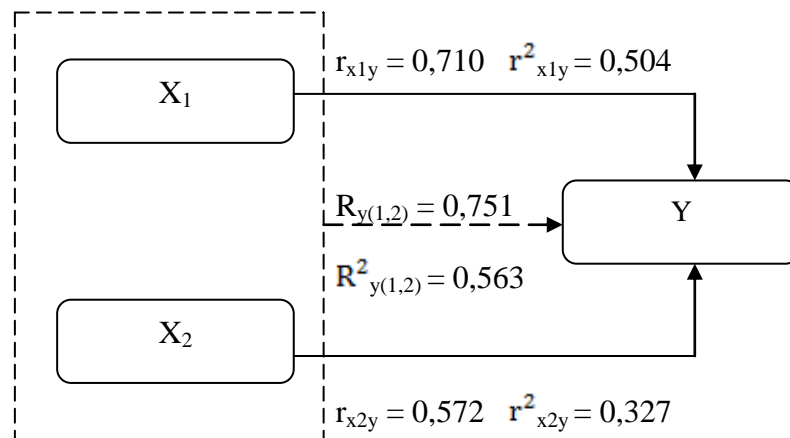 r_x1y = 0,710 r²_x1y = 0,504
X₁
R_y(1,2) = 0,751
Y
R²_y(1,2) = 0,563
X₂
r_x2y = 0,572 r²_x2y = 0,327